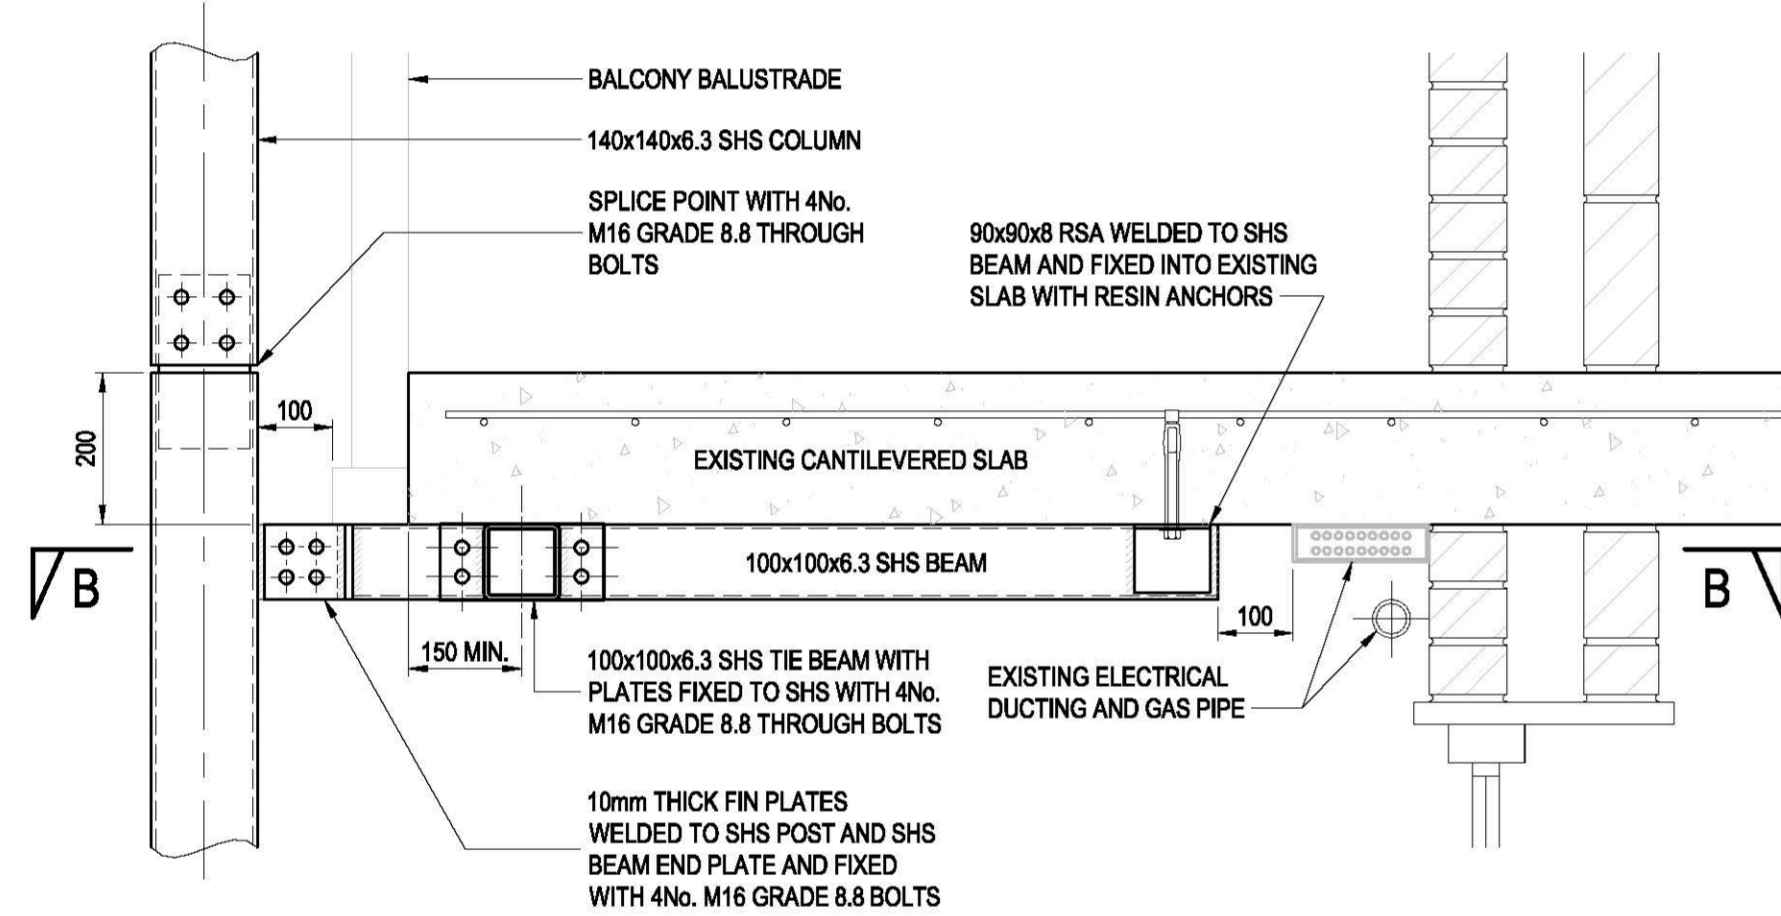 BALCONY BALUSTRADE
140x140x6.3 SHS COLUMN
SPLICE POINT WITH 4No.
M16 GRADE 8.8 THROUGH
BOLTS
90x90x8 RSA WELDED TO SHS
BEAM AND FIXED INTO EXISTING
SLAB WITH RESIN ANCHORS
200
100
EXISTING CANTILEVERED SLAB
B
100x100x6.3 SHS BEAM
B
150 MIN.
100
100x100x6.3 SHS TIE BEAM WITH
PLATES FIXED TO SHS WITH 4No.
M16 GRADE 8.8 THROUGH BOLTS
EXISTING ELECTRICAL
DUCTING AND GAS PIPE
10mm THICK FIN PLATES
WELDED TO SHS POST AND SHS
BEAM END PLATE AND FIXED
WITH 4No. M16 GRADE 8.8 BOLTS